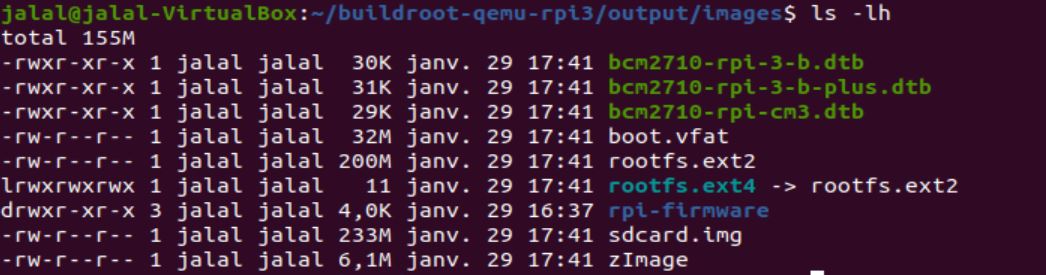 jalal@jalal-VirtualBox:~/buildroot-qemu-rpi3/output/images$ ls -lh
total 155M
-rwxr-xr-x 1 jalal jalal  30K janv. 29 17:41 bcm2710-rpi-3-b.dtb
-rwxr-xr-x 1 jalal jalal  31K janv. 29 17:41 bcm2710-rpi-3-b-plus.dtb
-rwxr-xr-x 1 jalal jalal  29K janv. 29 17:41 bcm2710-rpi-cm3.dtb
-rw-r--r-- 1 jalal jalal  32M janv. 29 17:41 boot.vfat
-rw-r--r-- 1 jalal jalal 200M janv. 29 17:41 rootfs.ext2
lrwxrwxrwx 1 jalal jalal   11 janv. 29 17:41 rootfs.ext4 -> rootfs.ext2
drwxr-xr-x 3 jalal jalal 4,0K janv. 29 16:37 rpi-firmware
-rw-r--r-- 1 jalal jalal 233M janv. 29 17:41 sdcard.img
-rw-r--r-- 1 jalal jalal 6,1M janv. 29 17:41 zImage